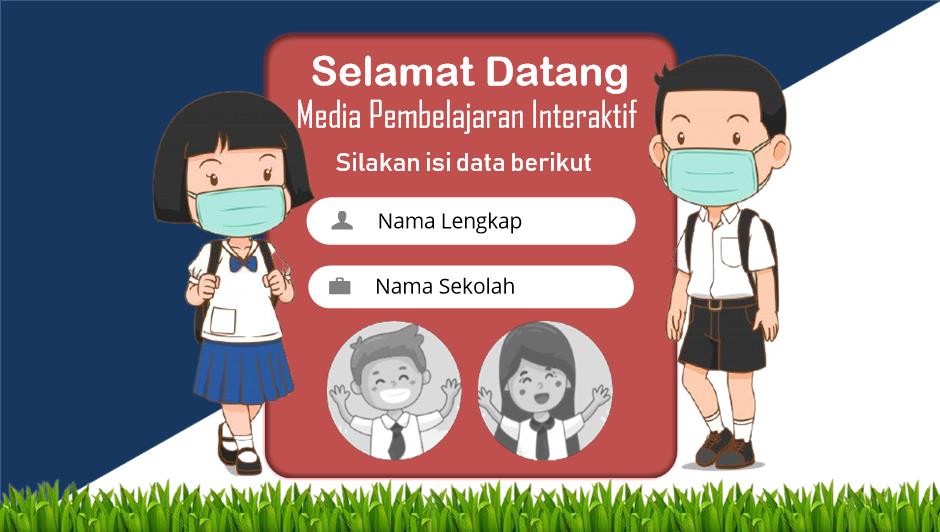 Selamat Datang
Media Pembelajaran Interaktif
Silakan isi data berikut
Nama Lengkap
Nama Sekolah